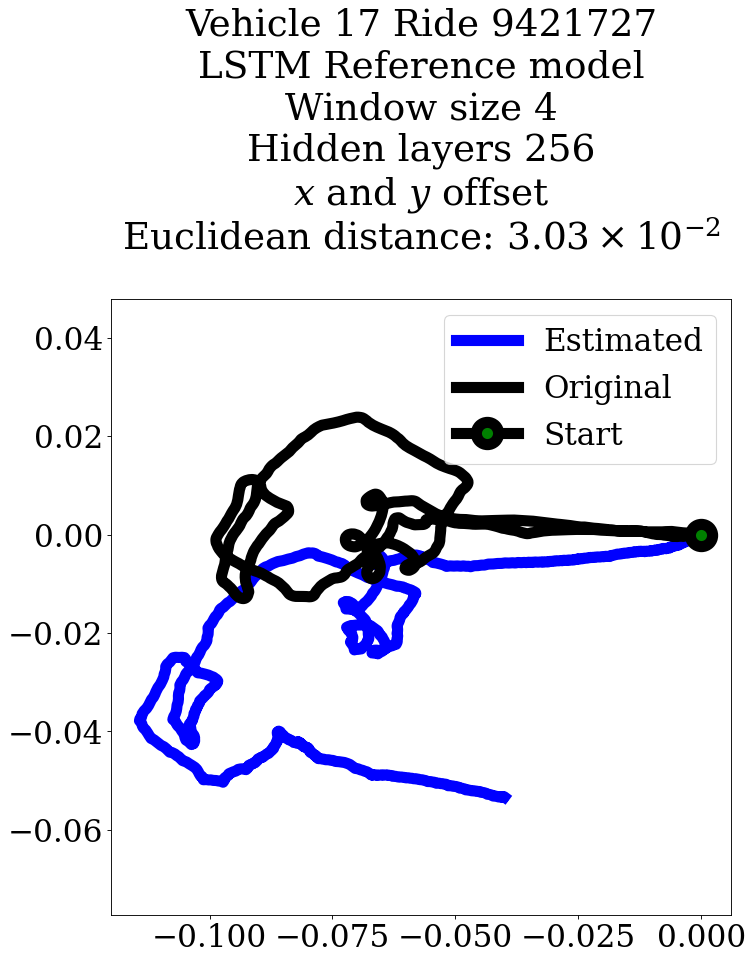 Vehicle 17 Ride 9421727
LSTM Reference model
Window size 4
Hidden layers 256
x and y offset
Euclidean distance: 3.03 × 10⁻²
Estimated
Original
Start
0.04
0.02
0.00
−0.02
−0.04
−0.06
−0.100 −0.075 −0.050 −0.025 0.000